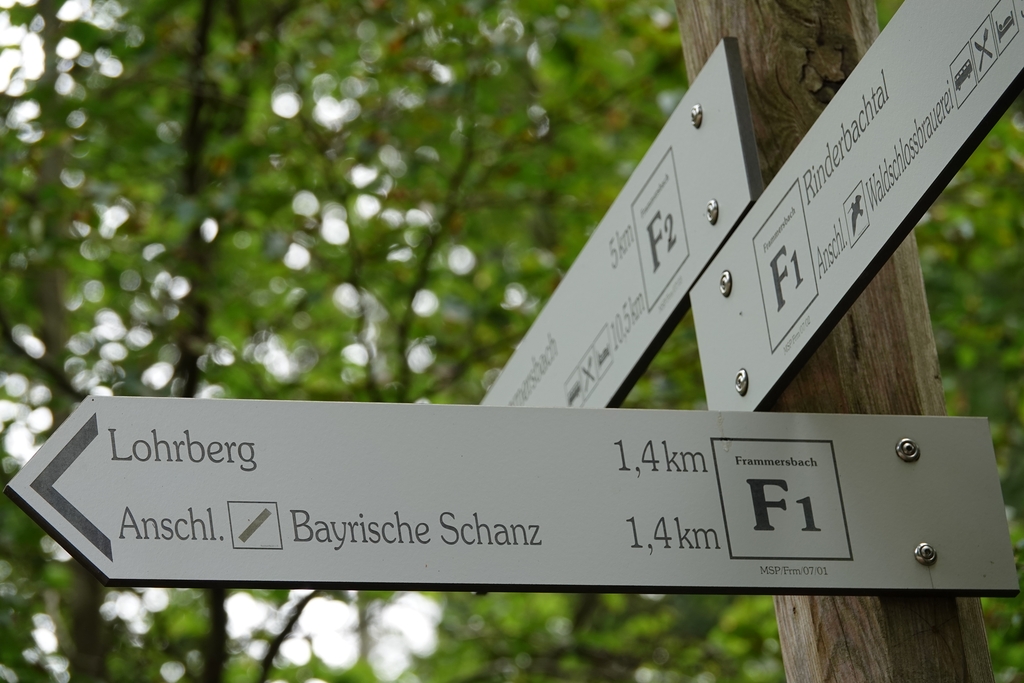 Lohrberg 1,4 km
Anschl. Bayrische Schanz 1,4 km
Frammersbach
F1
MSP/Frm/07/01
Frammersbach
F1
Rinderbachtal
Anschl. Waldschlossbrauerei
5 km
10,5 km
Frammersbach
F2